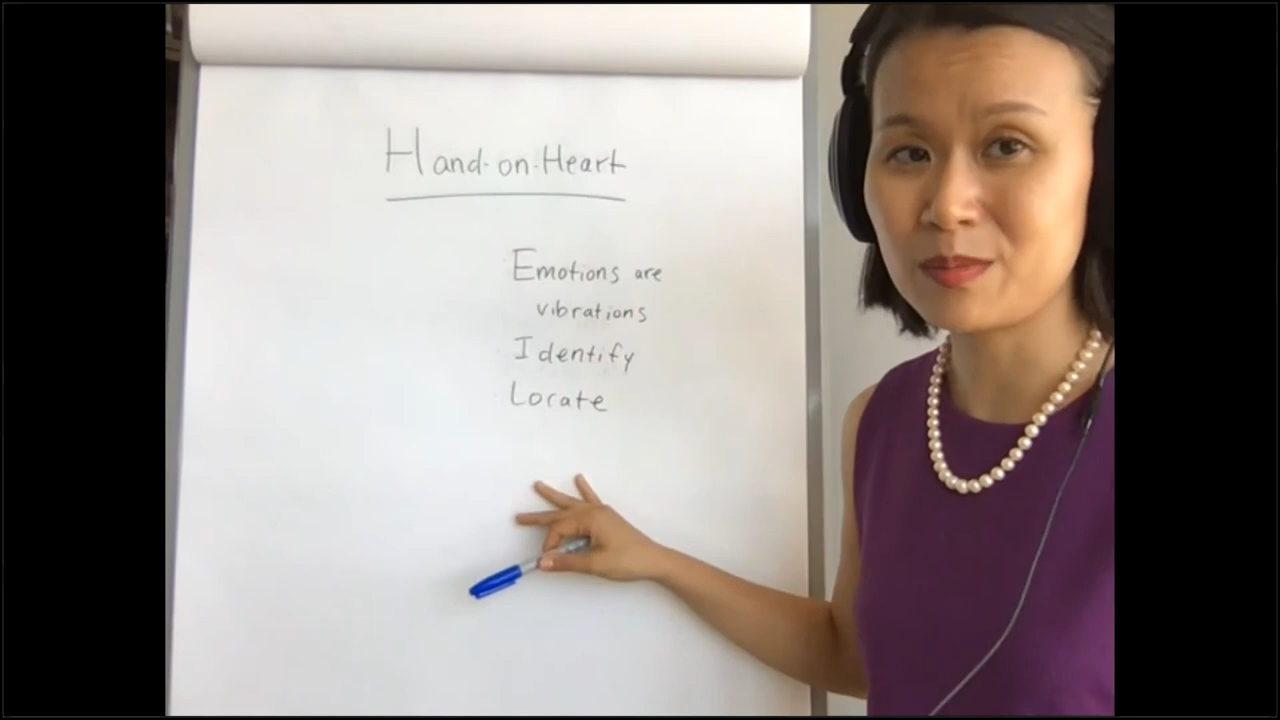 Hand-on-Heart
Emotions are
vibrations
Identify
Locate